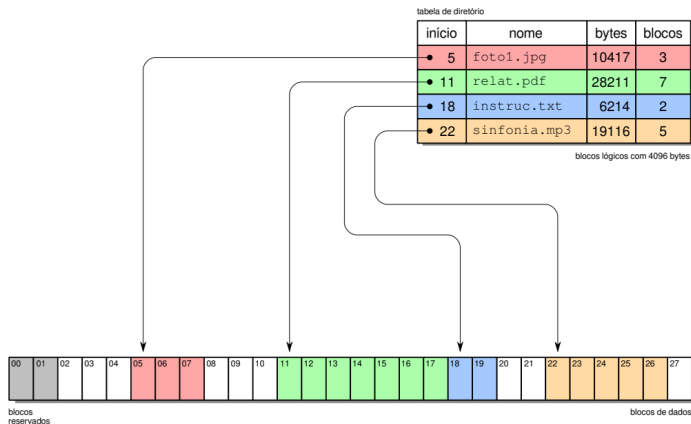 tabela de diretório
início nome bytes blocos
5 foto1.jpg 10417 3
11 relat.pdf 28211 7
18 instruc.txt 6214 2
22 sinfonia.mp3 19116 5
blocos lógicos com 4096 bytes
00 01 02 03 04 05 06 07 08 09 10 11 12 13 14 15 16 17 18 19 20 21 22 23 24 25 26 27
blocos reservados
blocos de dados